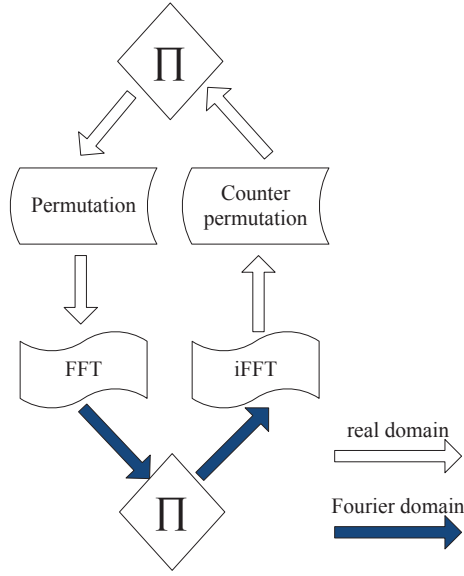 ∏
Permutation
Counter
permutation
FFT
iFFT
real domain
Fourier domain
∏